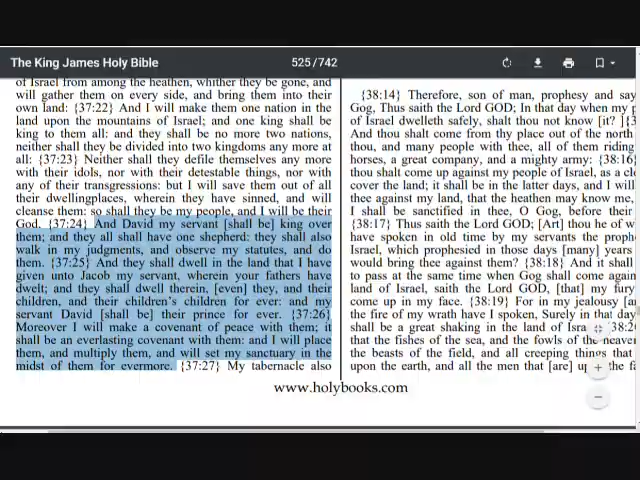 The King James Holy Bible
525/742
of Israel from among the heathen, whither they be gone, and
will gather them on every side, and bring them into their
own land: {37:22} And I will make them one nation in the
land upon the mountains of Israel; and one king shall be
king to them all: and they shall be no more two nations,
neither shall they be divided into two kingdoms any more at
all: {37:23} Neither shall they defile themselves any more
with their idols, nor with their detestable things, nor with
any of their transgressions: but I will save them out of all
their dwellingplaces, wherein they have sinned, and will
cleanse them: so shall they be my people, and I will be their
God. {37:24} And David my servant [shall be] king over
them; and they all shall have one shepherd: they shall also
walk in my judgments, and observe my statutes, and do
them. {37:25} And they shall dwell in the land that I have
given unto Jacob my servant, wherein your fathers have
dwelt; and they shall dwell therein, [even] they, and their
children, and their children's children for ever: and my
servant David [shall be] their prince for ever. {37:26}
Moreover I will make a covenant of peace with them; it
shall be an everlasting covenant with them: and I will place
them, and multiply them, and will set my sanctuary in the
midst of them for evermore. {37:27} My tabernacle also
{38:14} Therefore, son of man, prophesy and say
Gog, Thus saith the Lord GOD; In that day when my p
of Israel dwelleth safely, shalt thou not know [it? ] {3
And thou shalt come from thy place out of the north
thou, and many people with thee, all of them riding
horses, a great company, and a mighty army: {38:16
thou shalt come up against my people of Israel, as a cl
cover the land; it shall be in the latter days, and I will
thee against my land, that the heathen may know me,
I shall be sanctified in thee, O Gog, before their
{38:17} Thus saith the Lord GOD; [Art] thou he of w
have spoken in old time by my servants the proph
Israel, which prophesied in those days [many] years
would bring thee against them? {38:18} And it shall
to pass at the same time when Gog shall come again
land of Israel, saith the Lord GOD, [that] my fury
come up in my face. {38:19} For in my jealousy [a
the fire of my wrath have I spoken, Surely in that day
shall be a great shaking in the land of Isra {38:2
that the fishes of the sea, and the fowls of the heaven
the beasts of the field, and all creeping things that
upon the earth, and all the men that [are] up the fa
www.holybooks.com